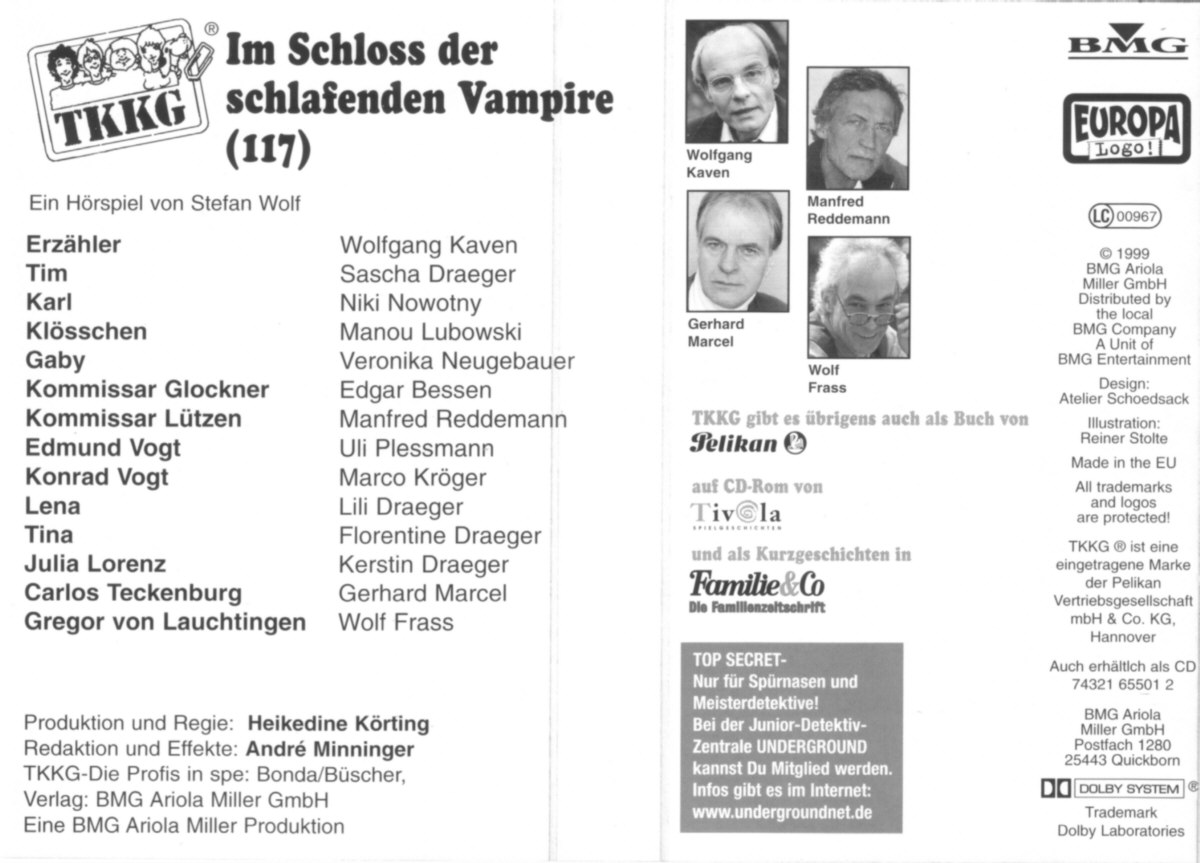 TKKG
®
Im Schloss der
schlafenden Vampire
(117)
Ein Hörspiel von Stefan Wolf
Erzähler Wolfgang Kaven
Tim Sascha Draeger
Karl Niki Nowotny
Klösschen Manou Lubowski
Gaby Veronika Neugebauer
Kommissar Glockner Edgar Bessen
Kommissar Lützen Manfred Reddemann
Edmund Vogt Uli Plessmann
Konrad Vogt Marco Kröger
Lena Lili Draeger
Tina Florentine Draeger
Julia Lorenz Kerstin Draeger
Carlos Teckenburg Gerhard Marcel
Gregor von Lauchtingen Wolf Frass
Produktion und Regie: Heikedine Körting
Redaktion und Effekte: André Minninger
TKKG-Die Profis in spe: Bonda/Büscher,
Verlag: BMG Ariola Miller GmbH
Eine BMG Ariola Miller Produktion
Wolfgang
Kaven
Manfred
Reddemann
Gerhard
Marcel
Wolf
Frass
TKKG gibt es übrigens auch als Buch von
Pelikan
auf CD-Rom von
Tivola
SPIELGESCHICHTEN
und als Kurzgeschichten in
Familie&Co
Die Familienzeitschrift
TOP SECRET-
Nur für Spürnasen und
Meisterdetektive!
Bei der Junior-Detektiv-
Zentrale UNDERGROUND
kannst Du Mitglied werden.
Infos gibt es im Internet:
www.undergroundnet.de
BMG
EUROPA
Logo!
LC 00967
© 1999
BMG Ariola
Miller GmbH
Distributed by
the local
BMG Company
A Unit of
BMG Entertainment
Design:
Atelier Schoedsack
Illustration:
Reiner Stolte
Made in the EU
All trademarks
and logos
are protected!
TKKG ® ist eine
eingetragene Marke
der Pelikan
Vertriebsgesellschaft
mbH & Co. KG,
Hannover
Auch erhältlch als CD
74321 65501 2
BMG Ariola
Miller GmbH
Postfach 1280
25443 Quickborn
DOLBY SYSTEM ®
Trademark
Dolby Laboratories